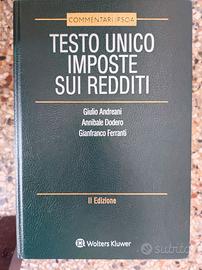 COMMENTARI IPSOA
TESTO UNICO
IMPOSTE
SUI REDDITI
Giulio Andreani
Annibale Dodero
Gianfranco Ferranti
II Edizione
Wolters Kluwer
subito